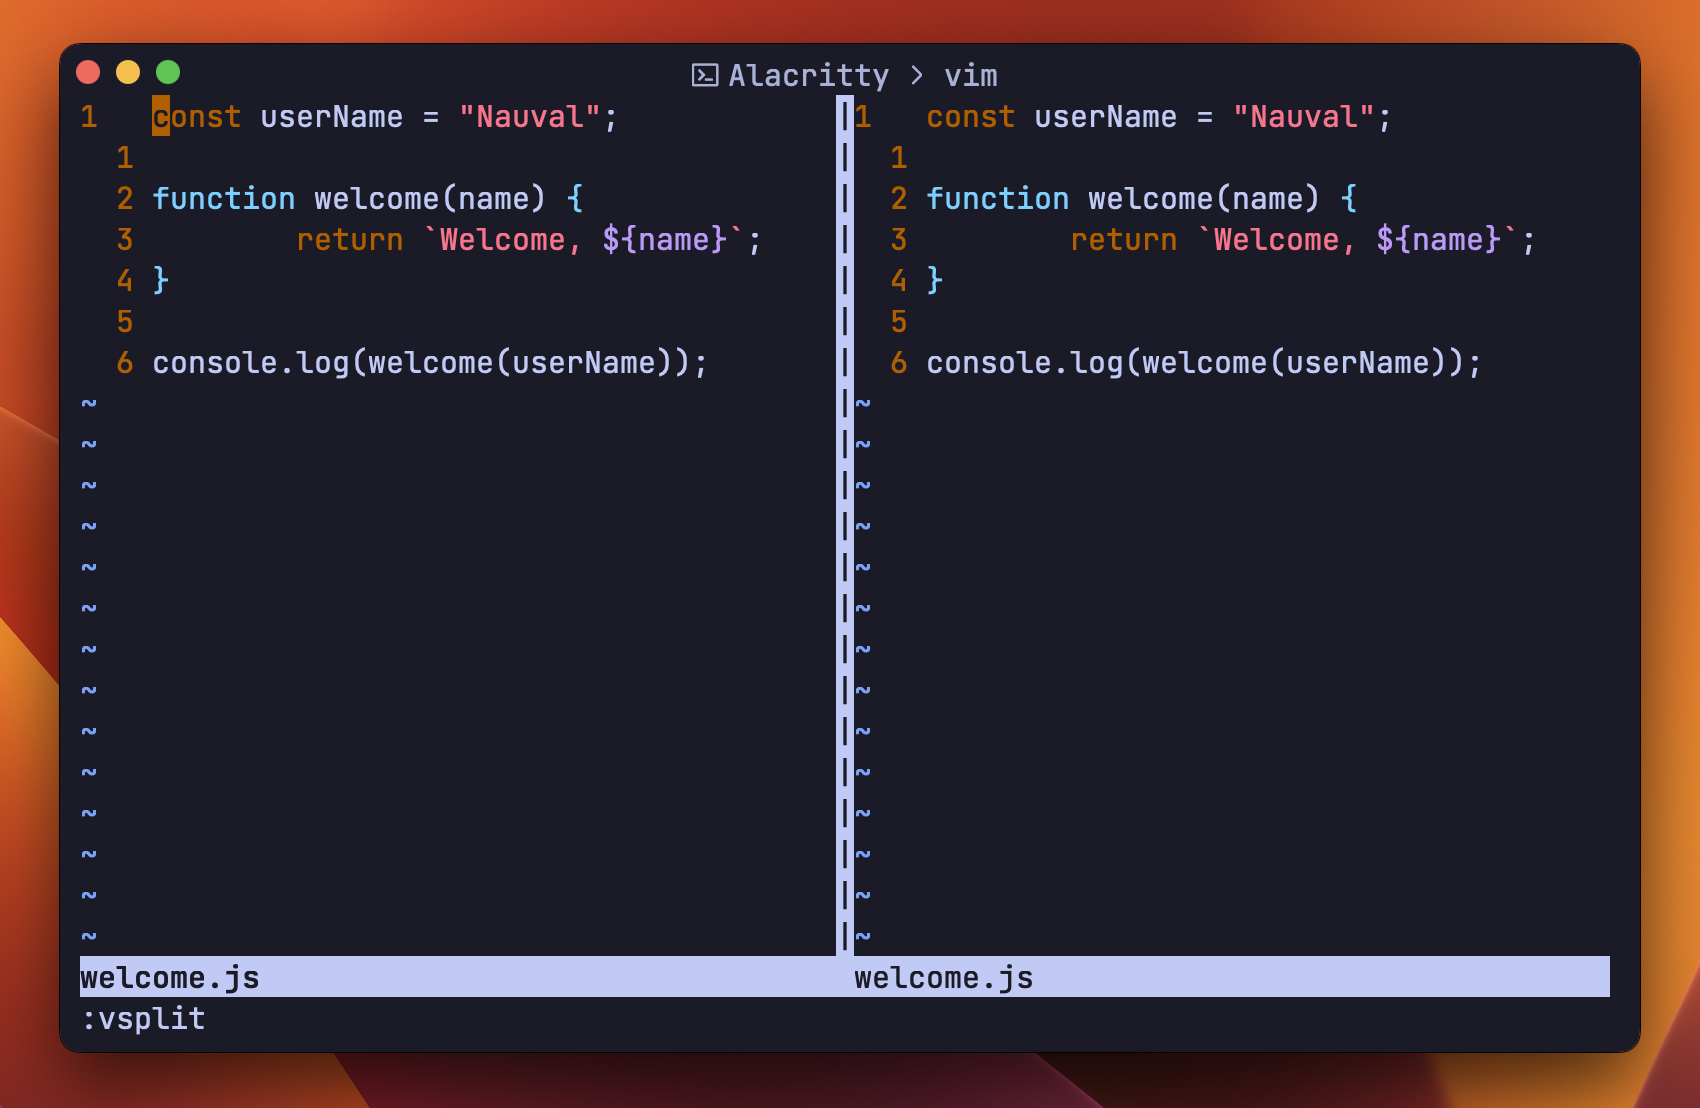 Alacritty > vim
1   const userName = "Nauval";
  1
  2 function welcome(name) {
  3         return `Welcome, ${name}`;
  4 }
  5
  6 console.log(welcome(userName));
~
~
~
~
~
~
~
~
~
~
~
~
~
~
welcome.js
1   const userName = "Nauval";
  1
  2 function welcome(name) {
  3         return `Welcome, ${name}`;
  4 }
  5
  6 console.log(welcome(userName));
~
~
~
~
~
~
~
~
~
~
~
~
~
~
welcome.js
:vsplit